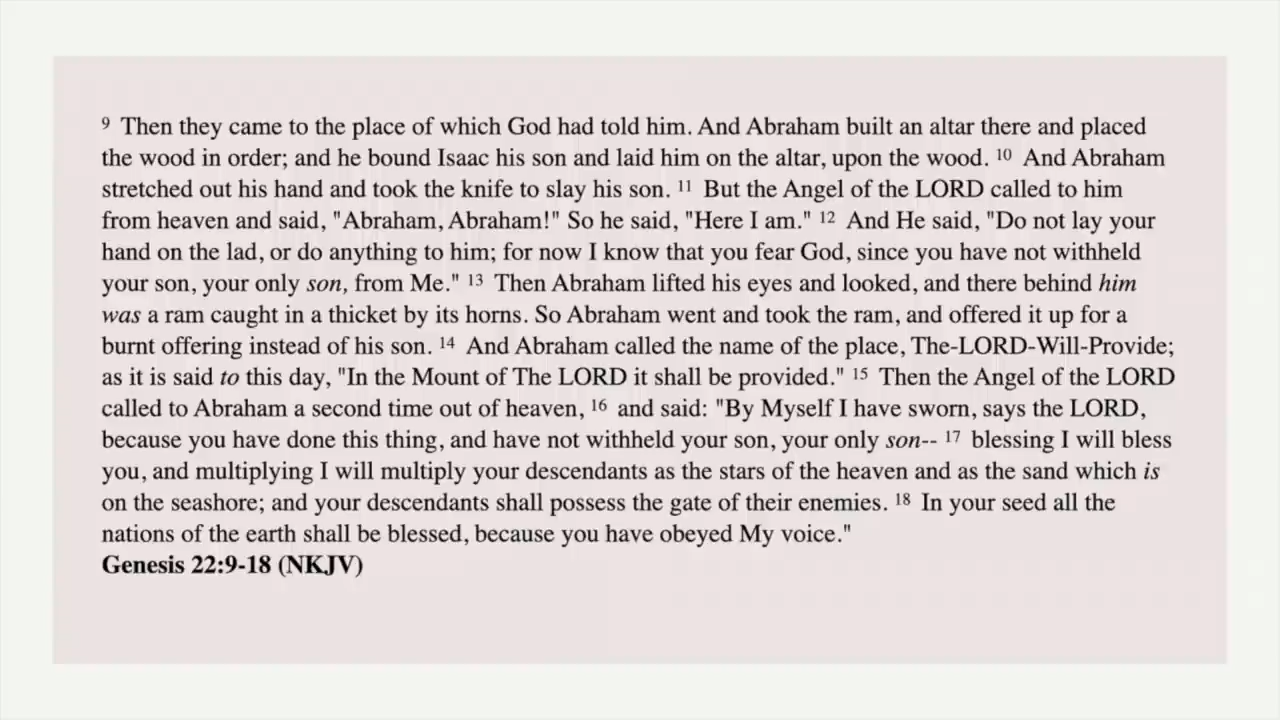 9 Then they came to the place of which God had told him. And Abraham built an altar there and placed
the wood in order; and he bound Isaac his son and laid him on the altar, upon the wood. 10 And Abraham
stretched out his hand and took the knife to slay his son. 11 But the Angel of the LORD called to him
from heaven and said, "Abraham, Abraham!" So he said, "Here I am." 12 And He said, "Do not lay your
hand on the lad, or do anything to him; for now I know that you fear God, since you have not withheld
your son, your only son, from Me." 13 Then Abraham lifted his eyes and looked, and there behind him
was a ram caught in a thicket by its horns. So Abraham went and took the ram, and offered it up for a
burnt offering instead of his son. 14 And Abraham called the name of the place, The-LORD-Will-Provide;
as it is said to this day, "In the Mount of The LORD it shall be provided." 15 Then the Angel of the LORD
called to Abraham a second time out of heaven, 16 and said: "By Myself I have sworn, says the LORD,
because you have done this thing, and have not withheld your son, your only son-- 17 blessing I will bless
you, and multiplying I will multiply your descendants as the stars of the heaven and as the sand which is
on the seashore; and your descendants shall possess the gate of their enemies. 18 In your seed all the
nations of the earth shall be blessed, because you have obeyed My voice."
Genesis 22:9-18 (NKJV)